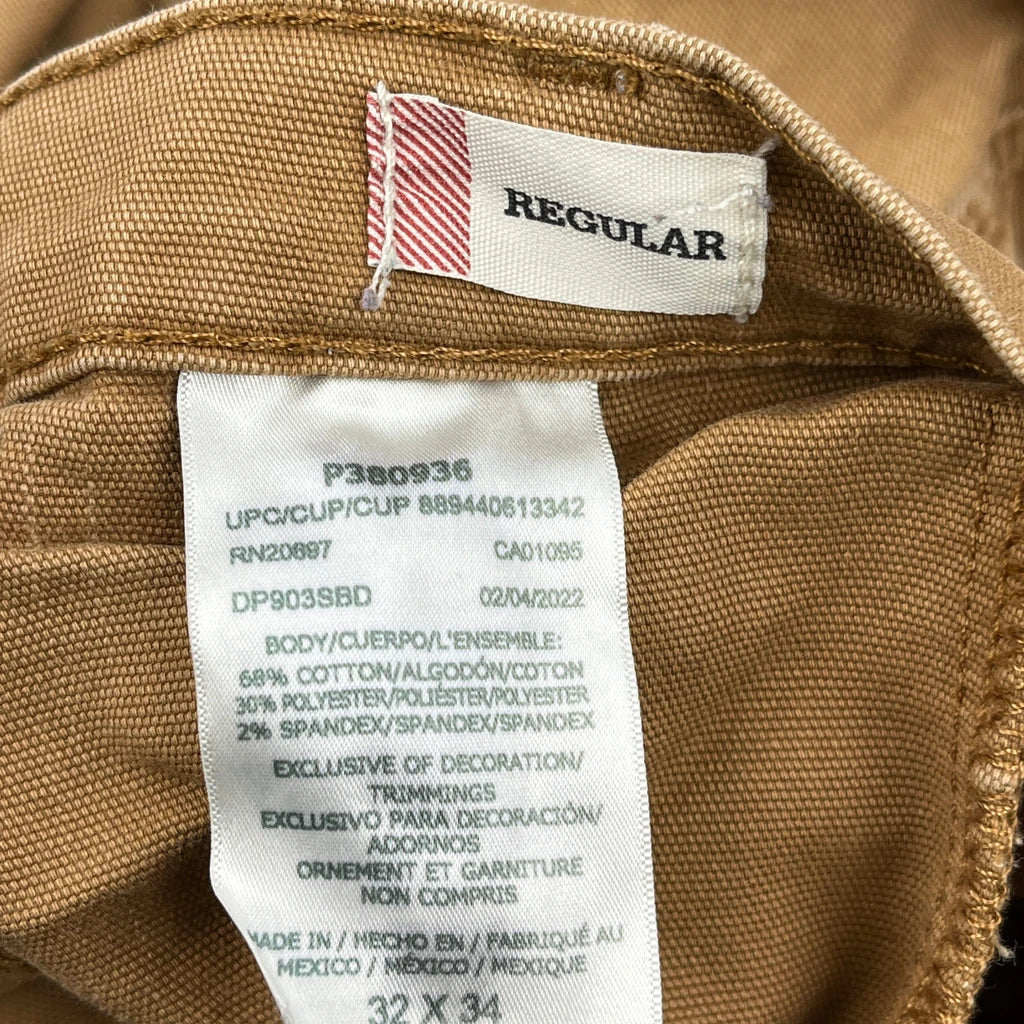 REGULAR
P380936
UPC/CUP/CUP 889440613342
RN20697 CA01095
DP903SBD 02/04/2022
BODY/CUERPO/L'ENSEMBLE:
68% COTTON/ALGODÓN/COTON
30% POLYESTER/POLIÉSTER/POLYESTER
2% SPANDEX/SPANDEX/SPANDEX
EXCLUSIVE OF DECORATION/
TRIMMINGS
EXCLUSIVO PARA DECORACIÓN/
ADORNOS
ORNEMENT ET GARNITURE
NON COMPRIS
MADE IN / HECHO EN / FABRIQUÉ AU
MEXICO / MÉXICO / MEXIQUE
32 X 34